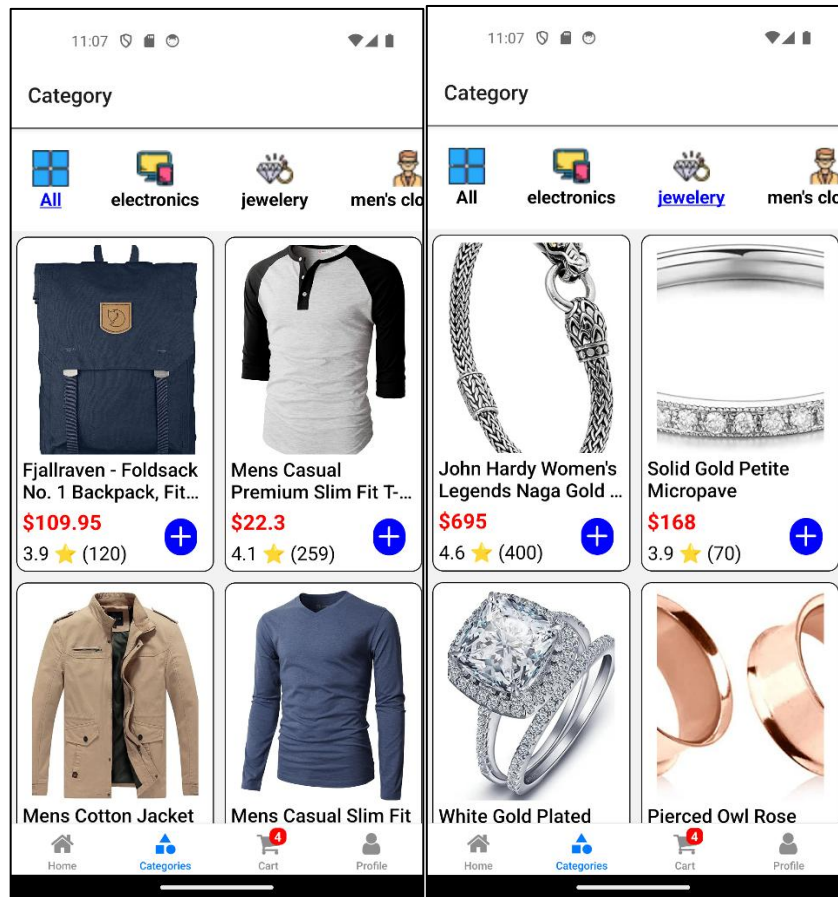 11:07
Category
All
electronics
jewelery
men's clo
Fjallraven - Foldsack
No. 1 Backpack, Fit...
$109.95
3.9 ⭐ (120)
Mens Casual
Premium Slim Fit T-...
$22.3
4.1 ⭐ (259)
Mens Cotton Jacket
Mens Casual Slim Fit
Home
Categories
4
Cart
Profile
11:07
Category
All
electronics
jewelery
men's clo
John Hardy Women's
Legends Naga Gold ...
$695
4.6 ⭐ (400)
Solid Gold Petite
Micropave
$168
3.9 ⭐ (70)
White Gold Plated
Pierced Owl Rose
Home
Categories
4
Cart
Profile